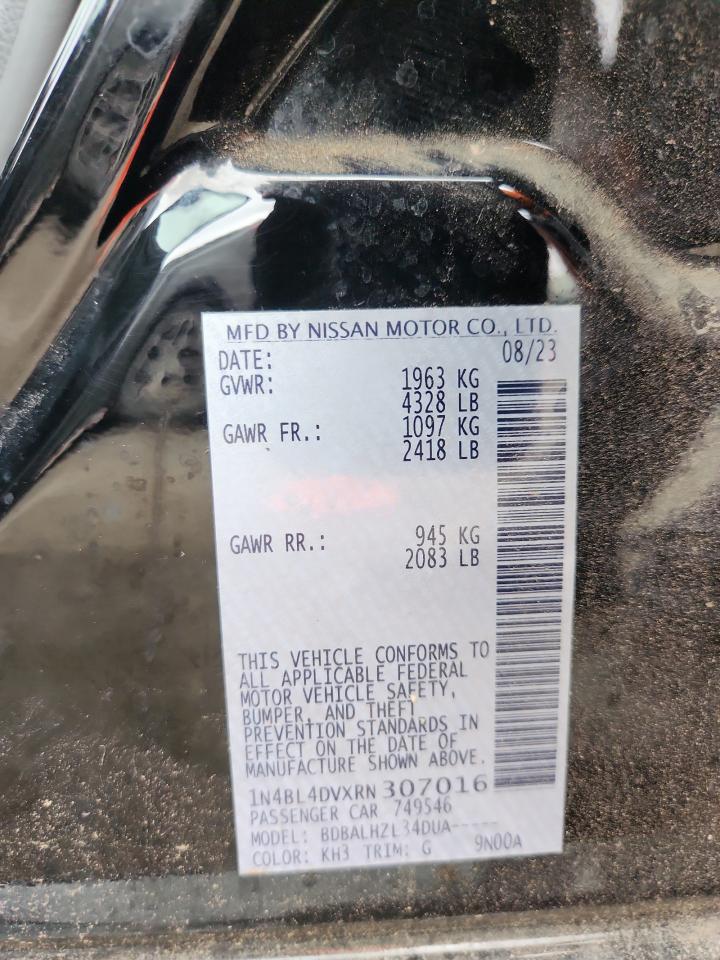 MFD BY NISSAN MOTOR CO., LTD.
DATE: 08/23
GVWR: 1963 KG
4328 LB
GAWR FR.: 1097 KG
2418 LB
GAWR RR.: 945 KG
2083 LB
THIS VEHICLE CONFORMS TO
ALL APPLICABLE FEDERAL
MOTOR VEHICLE SAFETY,
BUMPER, AND THEFT
PREVENTION STANDARDS IN
EFFECT ON THE DATE OF
MANUFACTURE SHOWN ABOVE.
1N4BL4DVXRN 307016
PASSENGER CAR 749546
MODEL: BDBALHZL34DUA-----
COLOR: KH3 TRIM: G 9N00A